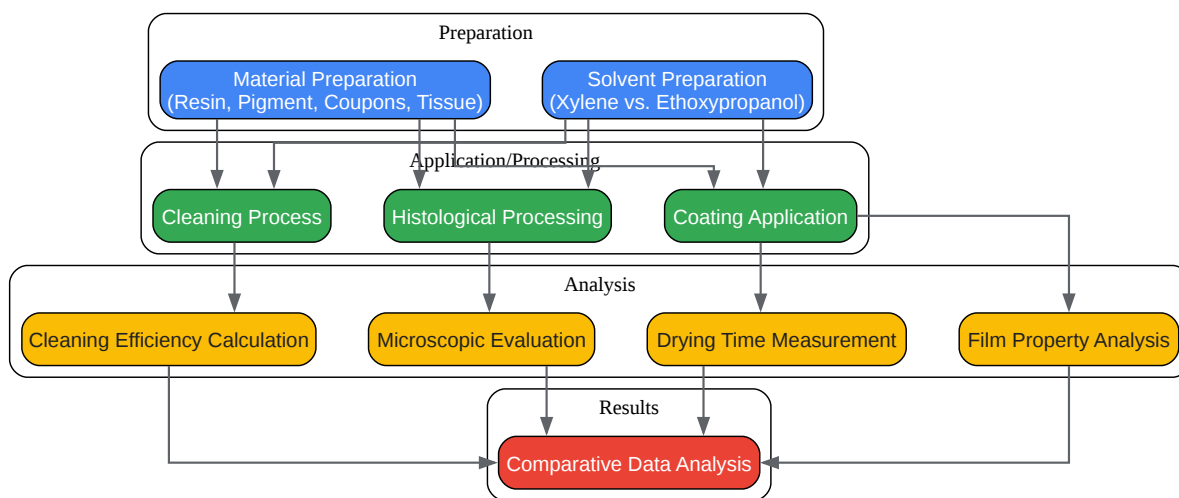 Preparation
Material Preparation
(Resin, Pigment, Coupons, Tissue)
Solvent Preparation
(Xylene vs. Ethoxypropanol)
Application/Processing
Cleaning Process
Histological Processing
Coating Application
Analysis
Cleaning Efficiency Calculation
Microscopic Evaluation
Drying Time Measurement
Film Property Analysis
Results
Comparative Data Analysis